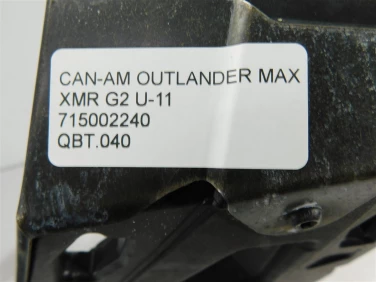 CAN-AM OUTLANDER MAX
XMR G2 U-11
715002240
QBT.040